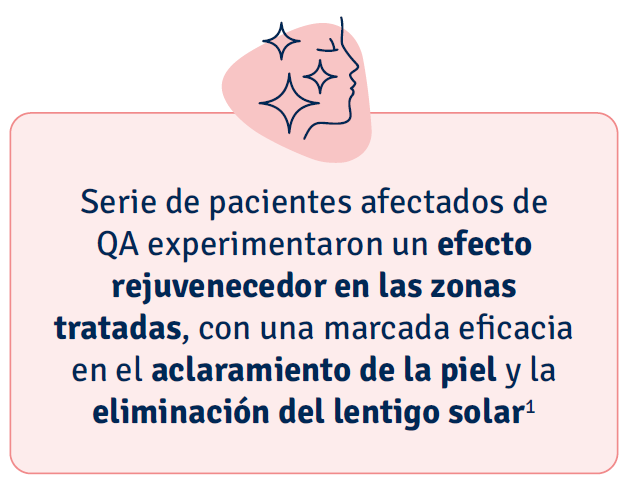 Serie de pacientes afectados de
QA experimentaron un efecto
rejuvenecedor en las zonas
tratadas, con una marcada eficacia
en el aclaramiento de la piel y la
eliminación del lentigo solar¹